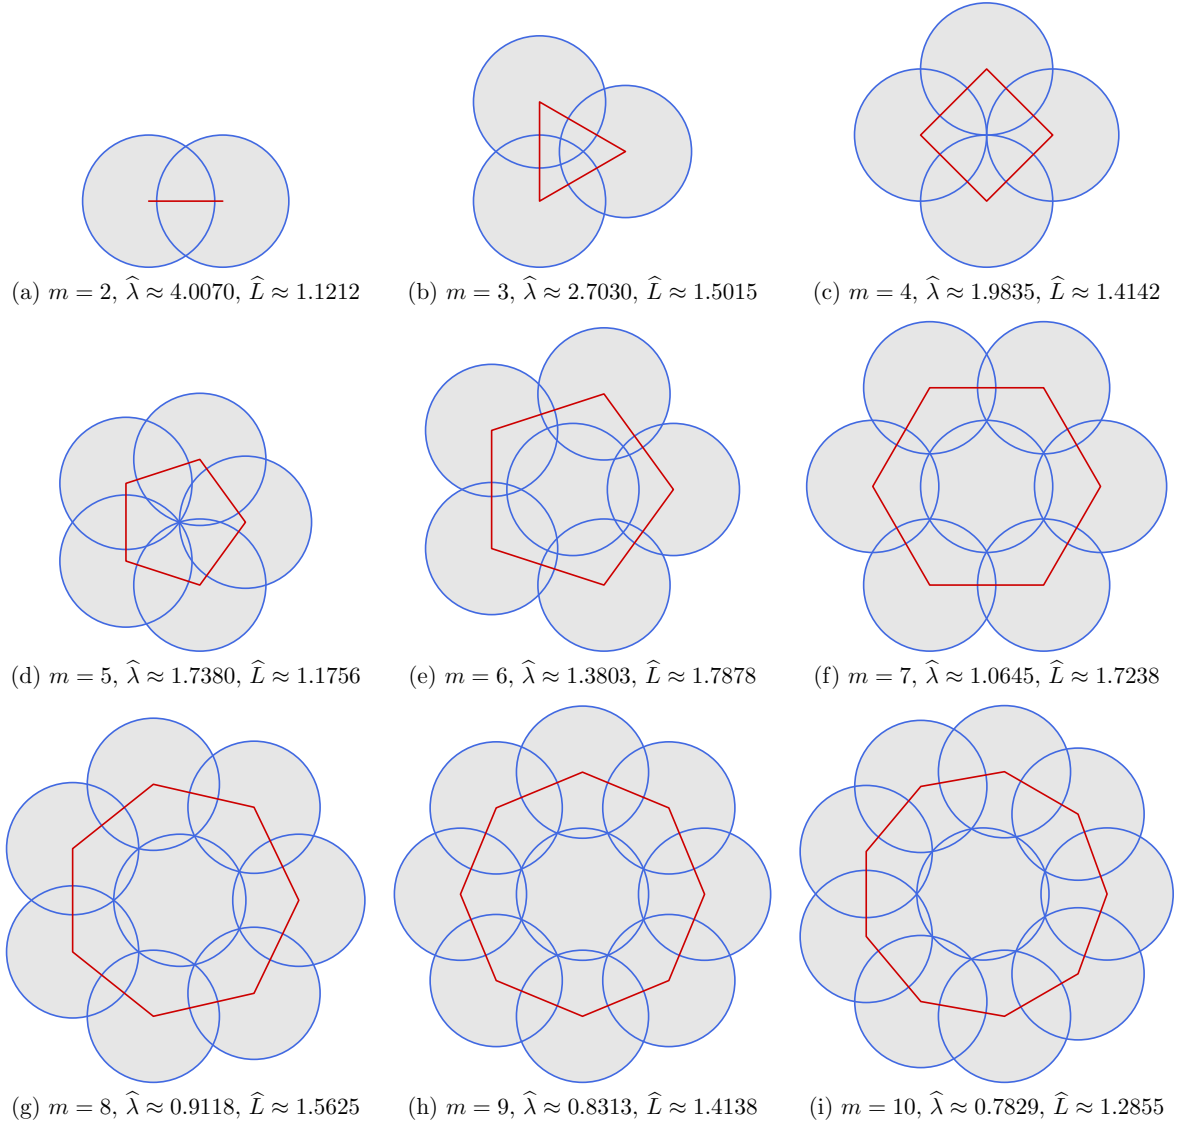 (a) m = 2, λ̂ ≈ 4.0070, L̂ ≈ 1.1212
(b) m = 3, λ̂ ≈ 2.7030, L̂ ≈ 1.5015
(c) m = 4, λ̂ ≈ 1.9835, L̂ ≈ 1.4142
(d) m = 5, λ̂ ≈ 1.7380, L̂ ≈ 1.1756
(e) m = 6, λ̂ ≈ 1.3803, L̂ ≈ 1.7878
(f) m = 7, λ̂ ≈ 1.0645, L̂ ≈ 1.7238
(g) m = 8, λ̂ ≈ 0.9118, L̂ ≈ 1.5625
(h) m = 9, λ̂ ≈ 0.8313, L̂ ≈ 1.4138
(i) m = 10, λ̂ ≈ 0.7829, L̂ ≈ 1.2855